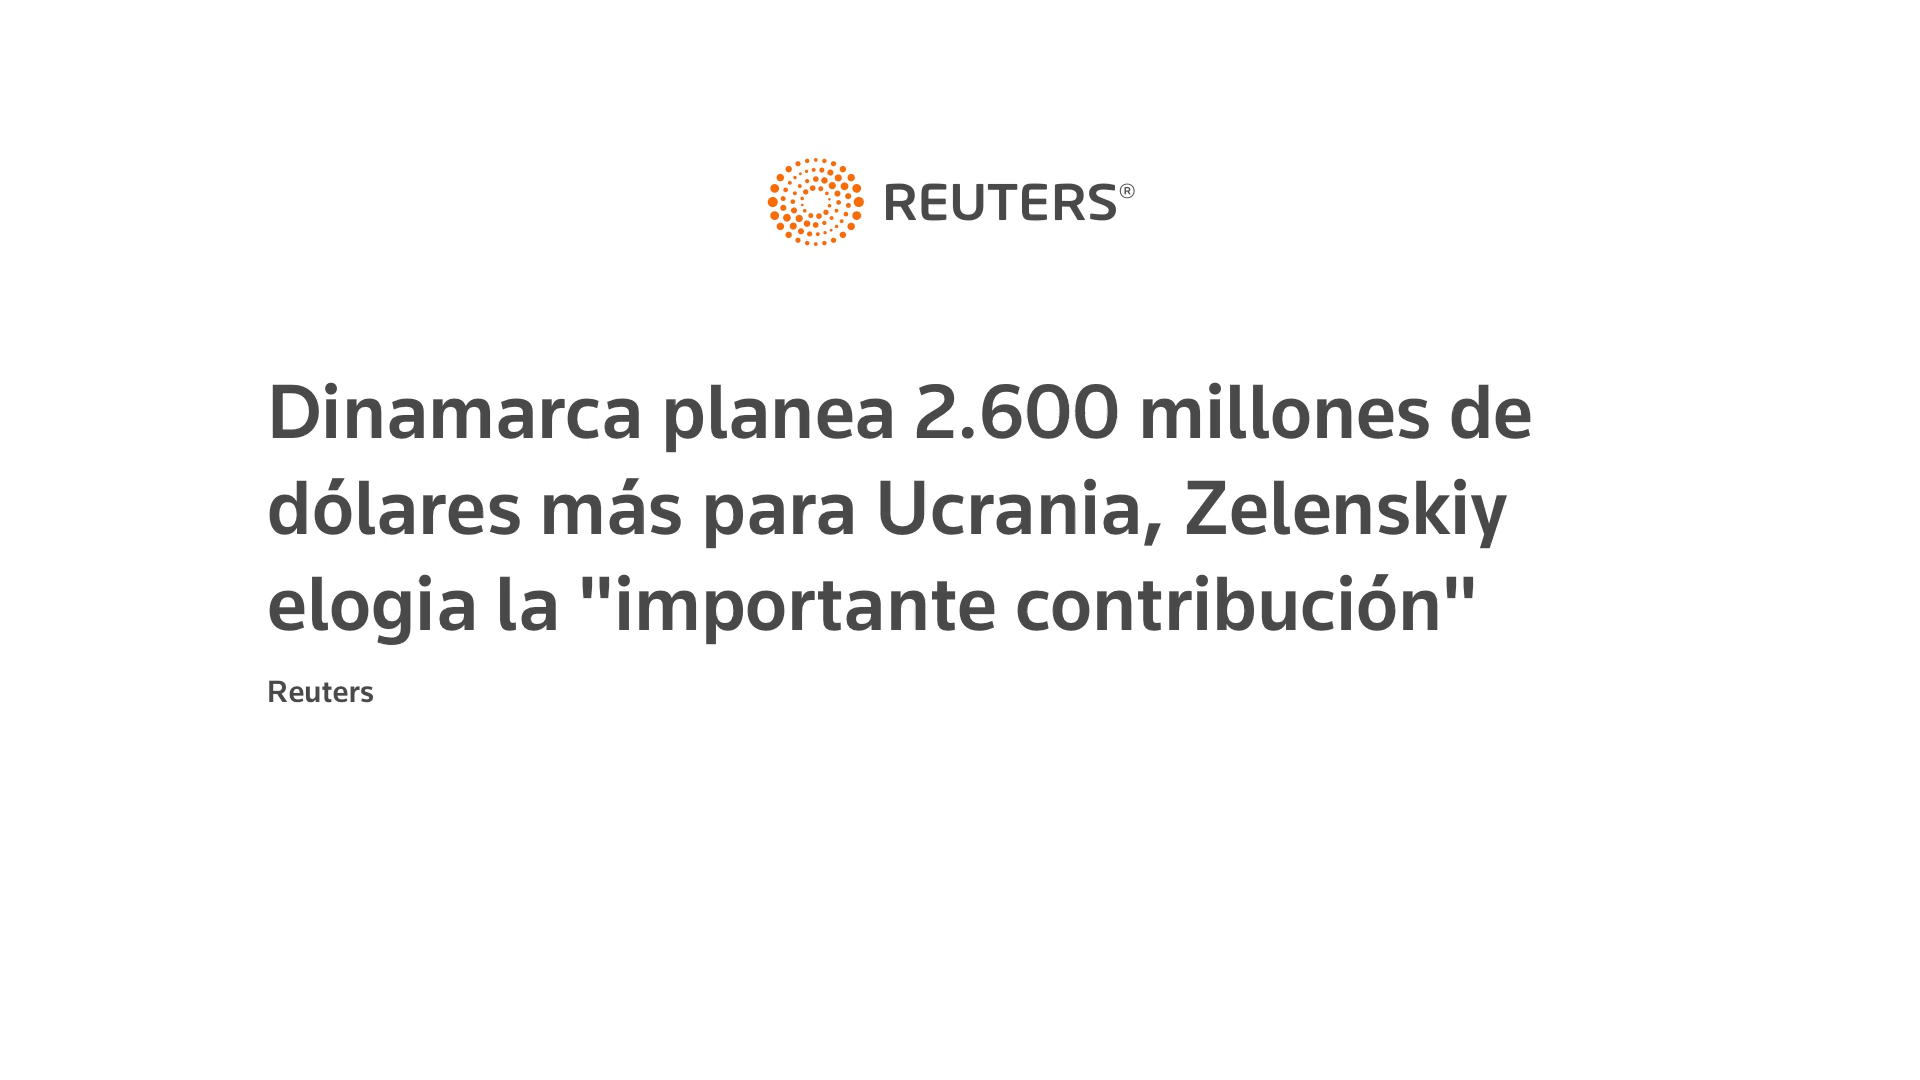 REUTERS®
Dinamarca planea 2.600 millones de
dólares más para Ucrania, Zelenskiy
elogia la "importante contribución"
Reuters